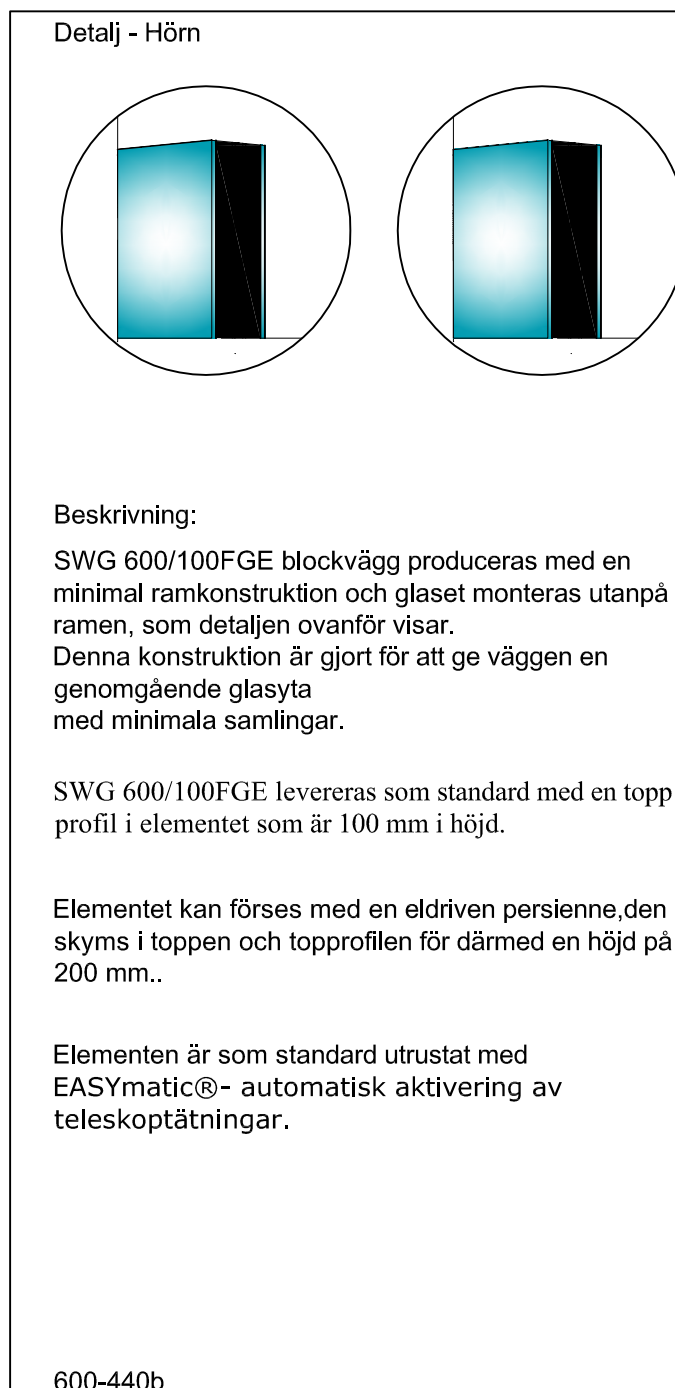 Detalj - Hörn
Beskrivning:
SWG 600/100FGE blockvägg produceras med en
minimal ramkonstruktion och glaset monteras utanpå
ramen, som detaljen ovanför visar.
Denna konstruktion är gjort för att ge väggen en
genomgående glasyta
med minimala samlingar.
SWG 600/100FGE levereras som standard med en topp
profil i elementet som är 100 mm i höjd.
Elementet kan förses med en eldriven persienne,den
skyms i toppen och topprofilen för därmed en höjd på
200 mm..
Elementen är som standard utrustat med
EASYmatic®- automatisk aktivering av
teleskoptätningar.
600-440b